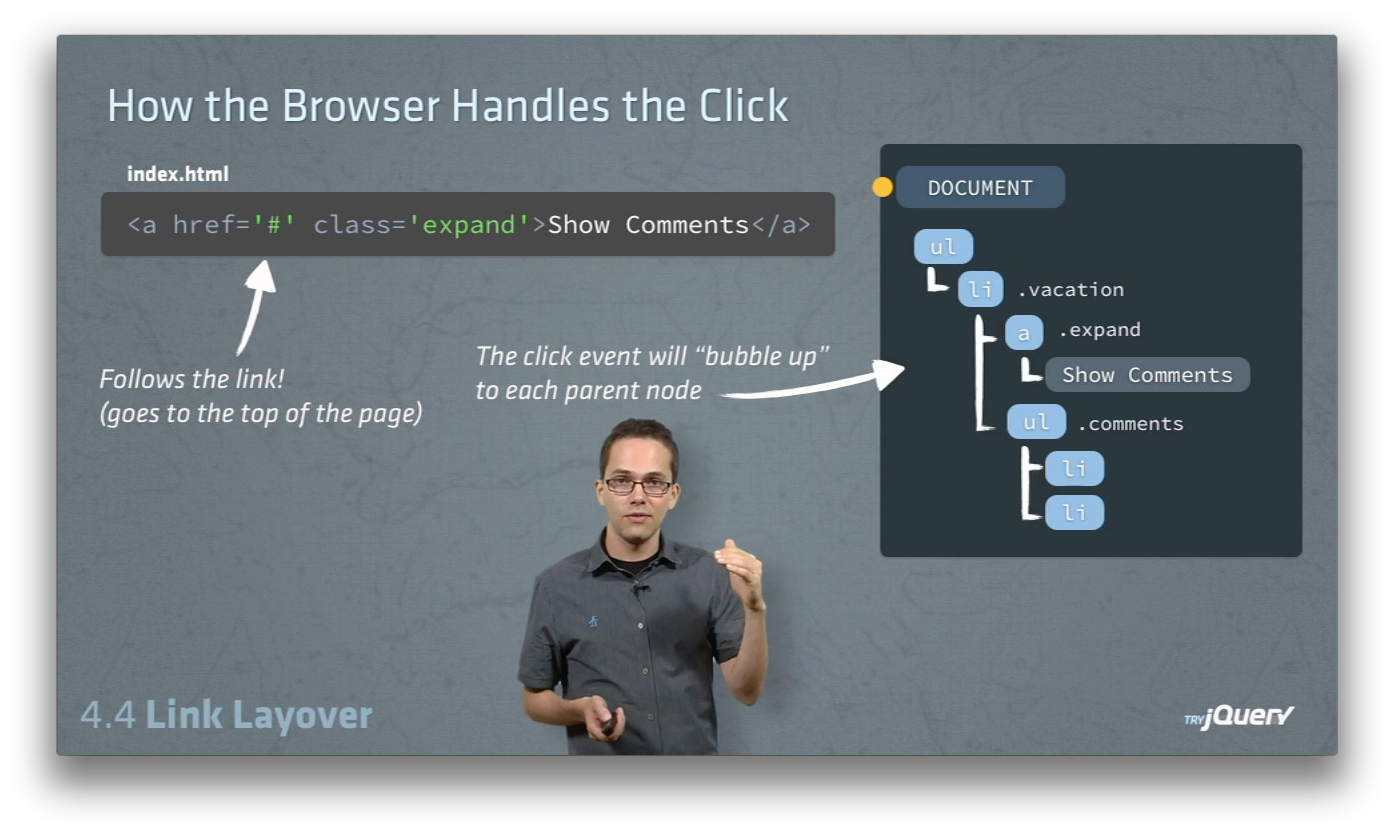 How the Browser Handles the Click
index.html
<a href='#' class='expand'>Show Comments</a>
Follows the link!
(goes to the top of the page)
The click event will “bubble up”
to each parent node
DOCUMENT
ul
li .vacation
a .expand
Show Comments
ul .comments
li
li
4.4 Link Layover
TRY jQuery